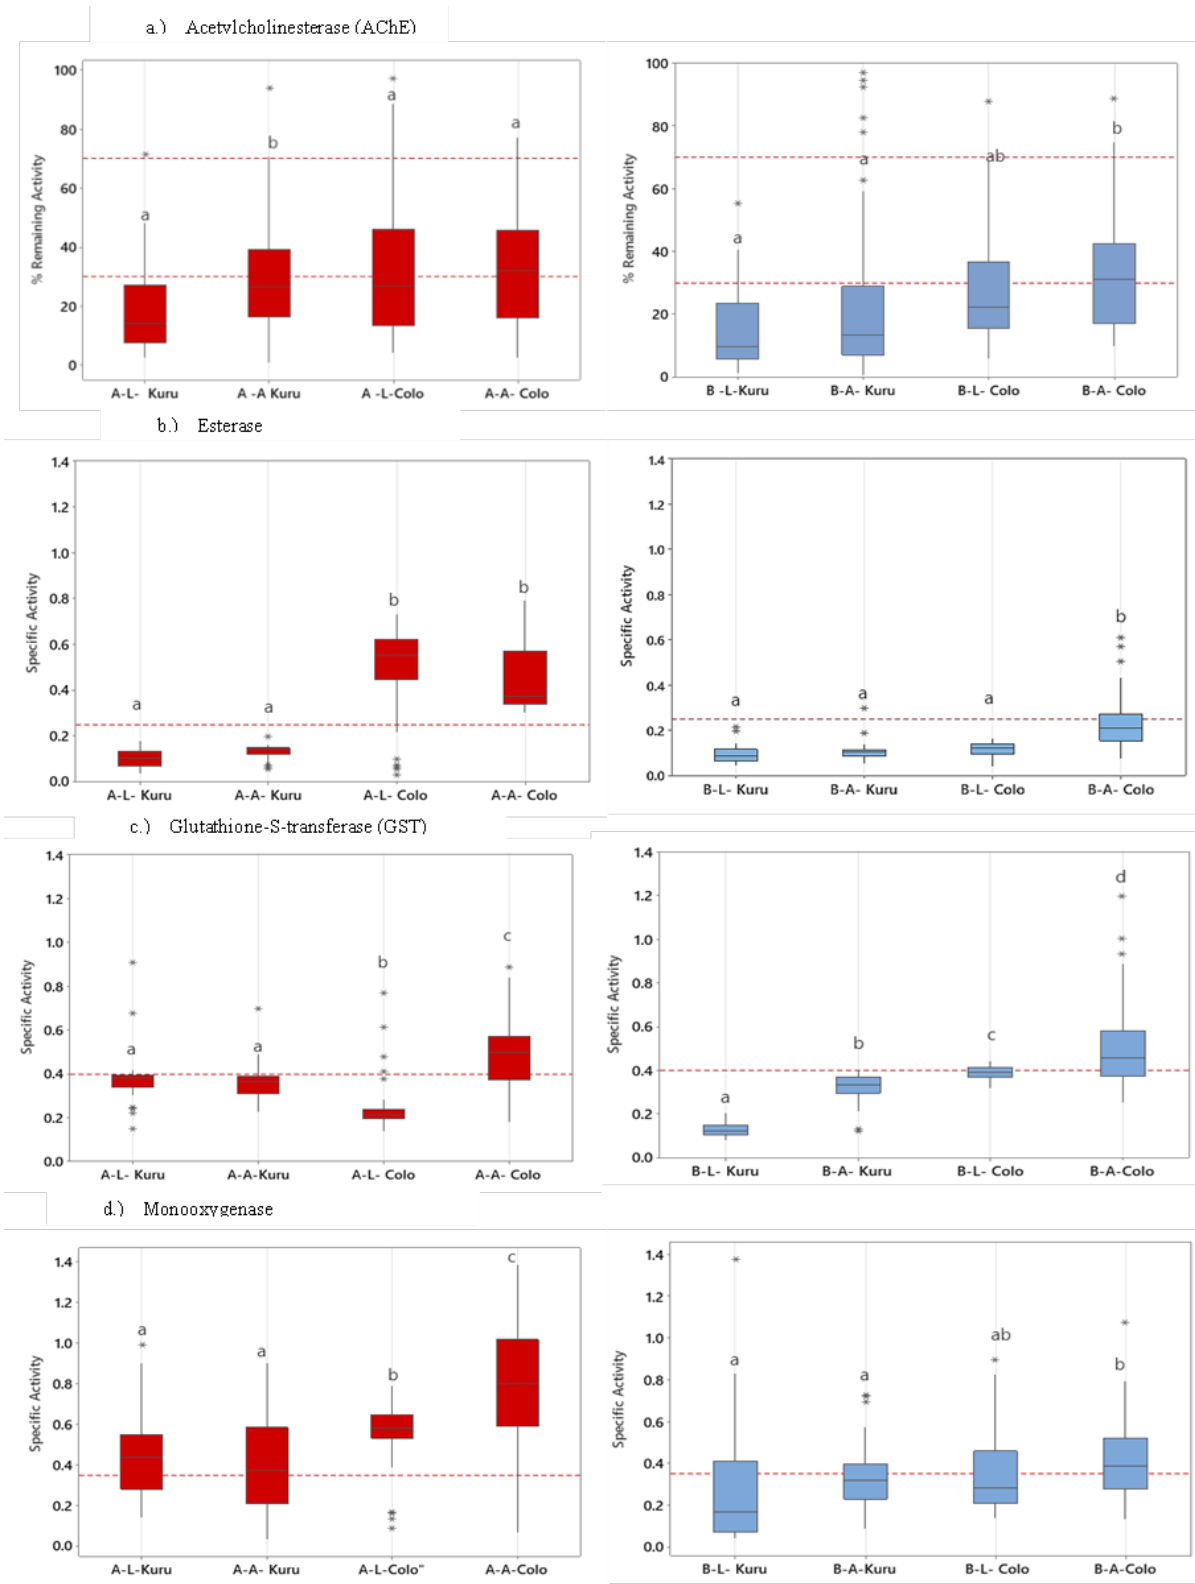 a.) Acetylcholinesterase (AChE)
% Remaining Activity
100
80
60
40
20
0
* a
* b
* a
a
A-L- Kuru A -A Kuru A -L-Colo A-A- Colo
% Remaining Activity
100
80
60
40
20
0
* a
* * * * * a *
* ab
* b
B -L-Kuru B-A- Kuru B-L- Colo B-A- Colo
b.) Esterase
Specific Activity
1.4
1.2
1.0
0.8
0.6
0.4
0.2
0.0
a a b b
A-L- Kuru A-A- Kuru A-L- Colo A-A- Colo
Specific Activity
1.4
1.2
1.0
0.8
0.6
0.4
0.2
0.0
a a a b
B-L- Kuru B-A- Kuru B-L- Colo B-A- Colo
c.) Glutathione-S-transferase (GST)
Specific Activity
1.4
1.2
1.0
0.8
0.6
0.4
0.2
0.0
a a b c
A-L- Kuru A-A-Kuru A-L- Colo A-A- Colo
Specific Activity
1.4
1.2
1.0
0.8
0.6
0.4
0.2
0.0
a b c d
B-L- Kuru B-A- Kuru B-L- Colo B-A-Colo
d.) Monooxygenase
Specific Activity
1.4
1.2
1.0
0.8
0.6
0.4
0.2
0.0
a a b c
A-L-Kuru A-A- Kuru A-L-Colo" A-A-Colo
Specific Activity
1.4
1.2
1.0
0.8
0.6
0.4
0.2
0.0
a a ab b
B-L- Kuru B-A-Kuru B-L- Colo B-A-Colo